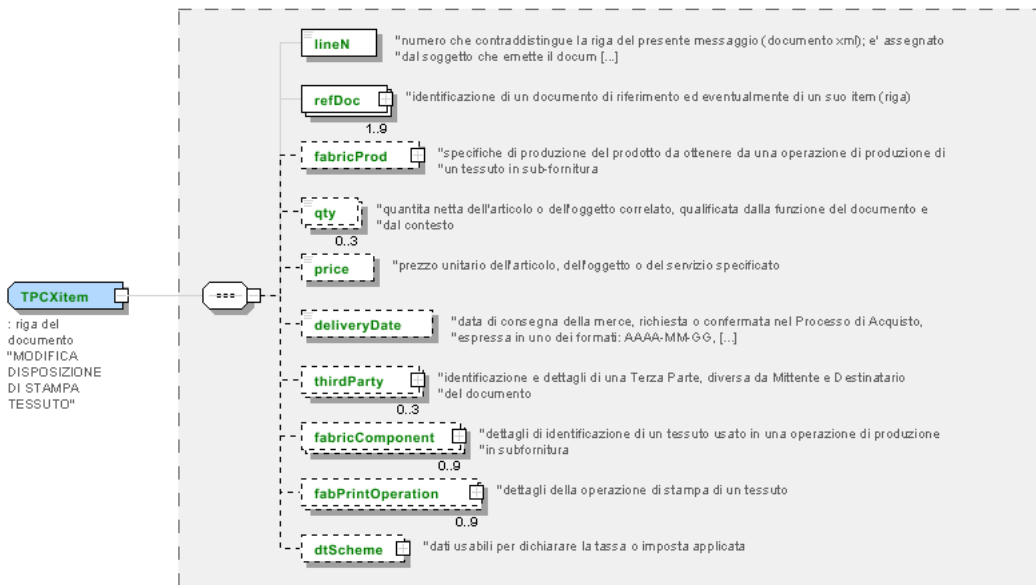 lineN
"numero che contraddistingue la riga del presente messaggio (documento xml); e' assegnato
"dal soggetto che emette il docum [...]
refDoc
"identificazione di un documento di riferimento ed eventualmente di un suo item (riga)
1..9
fabricProd
"specifiche di produzione del prodotto da ottenere da una operazione di produzione di
"un tessuto in sub-fornitura
qty
"quantita netta dell'articolo o dell'oggetto correlato, qualificata dalla funzione del documento e
"dal contesto
0..3
price
"prezzo unitario dell'articolo, dell'oggetto o del servizio specificato
TPCXitem
: riga del
documento
"MODIFICA
DISPOSIZIONE
DI STAMPA
TESSUTO"
deliveryDate
"data di consegna della merce, richiesta o confermata nel Processo di Acquisto,
"espressa in uno dei formati: AAAA-MM-GG, [...]
thirdParty
"identificazione e dettagli di una Terza Parte, diversa da Mittente e Destinatario
"del documento
0..3
fabricComponent
"dettagli di identificazione di un tessuto usato in una operazione di produzione
"in subfornitura
0..9
fabPrintOperation
"dettagli della operazione di stampa di un tessuto
0..9
dtScheme
"dati usabili per dichiarare la tassa o imposta applicata